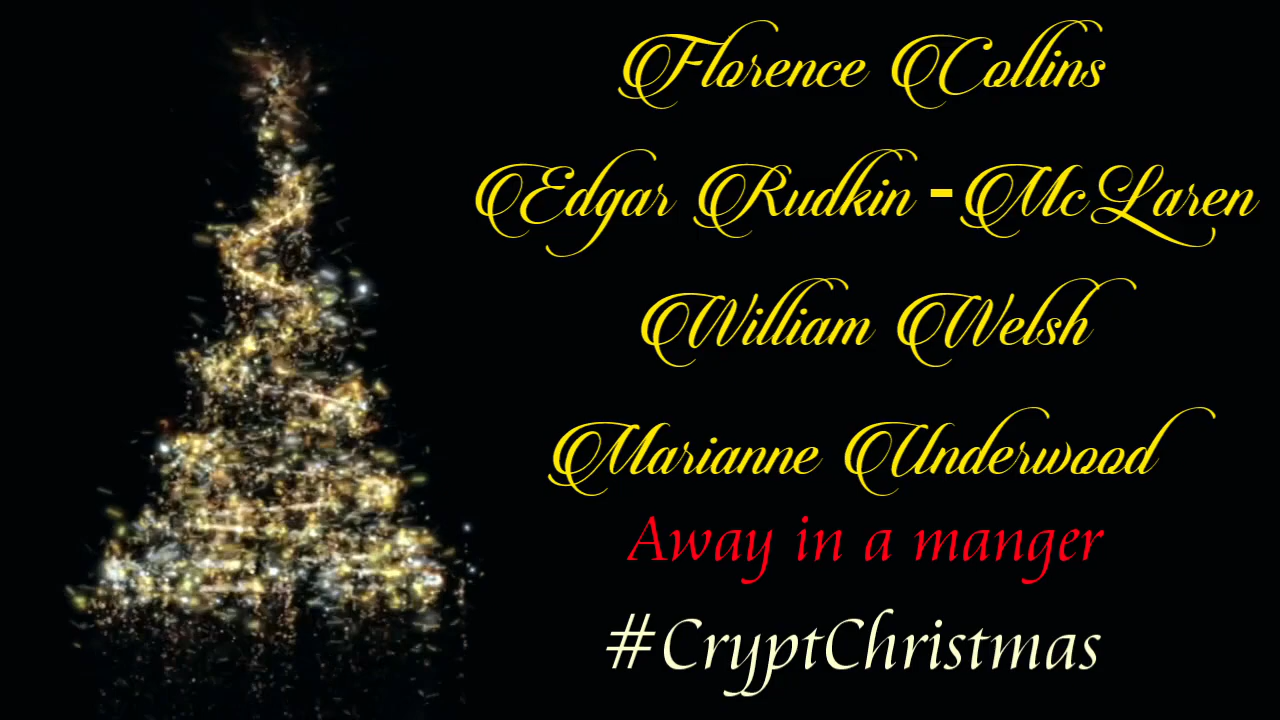 Florence Collins
Edgar Rudkin-McLaren
William Welsh
Marianne Underwood
Away in a manger
#CryptChristmas